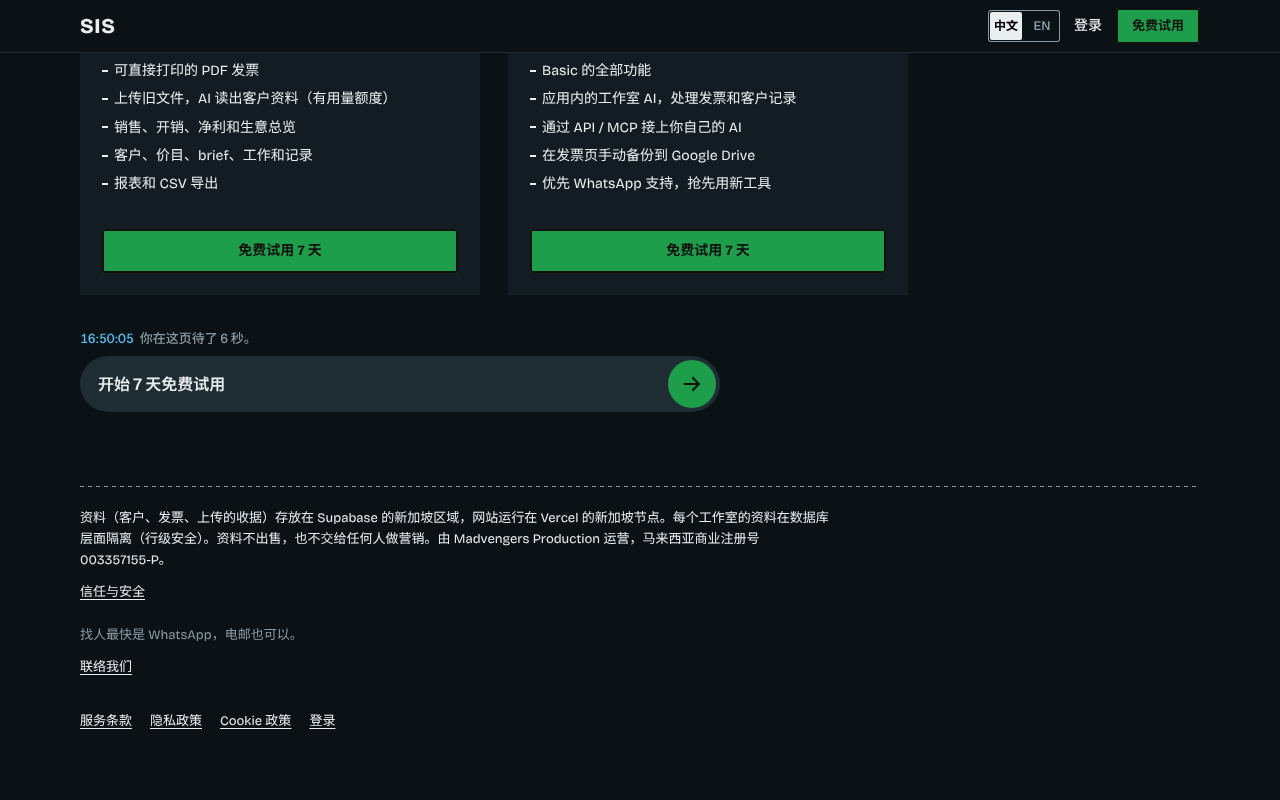 SIS
中文 EN 登录 免费试用
- 可直接打印的 PDF 发票
- 上传旧文件，AI 读出客户资料（有用量额度）
- 销售、开销、净利和生意总览
- 客户、价目、brief、工作和记录
- 报表和 CSV 导出
免费试用 7 天
- Basic 的全部功能
- 应用内的工作室 AI，处理发票和客户记录
- 通过 API / MCP 接上你自己的 AI
- 在发票页手动备份到 Google Drive
- 优先 WhatsApp 支持，抢先用新工具
免费试用 7 天
16:50:05 你在这页待了 6 秒。
开始 7 天免费试用
资料（客户、发票、上传的收据）存放在 Supabase 的新加坡区域，网站运行在 Vercel 的新加坡节点。每个工作室的资料在数据库
层面隔离（行级安全）。资料不出售，也不交给任何人做营销。由 Madvengers Production 运营，马来西亚商业注册号
003357155-P。
信任与安全
找人最快是 WhatsApp，电邮也可以。
联络我们
服务条款 隐私政策 Cookie 政策 登录